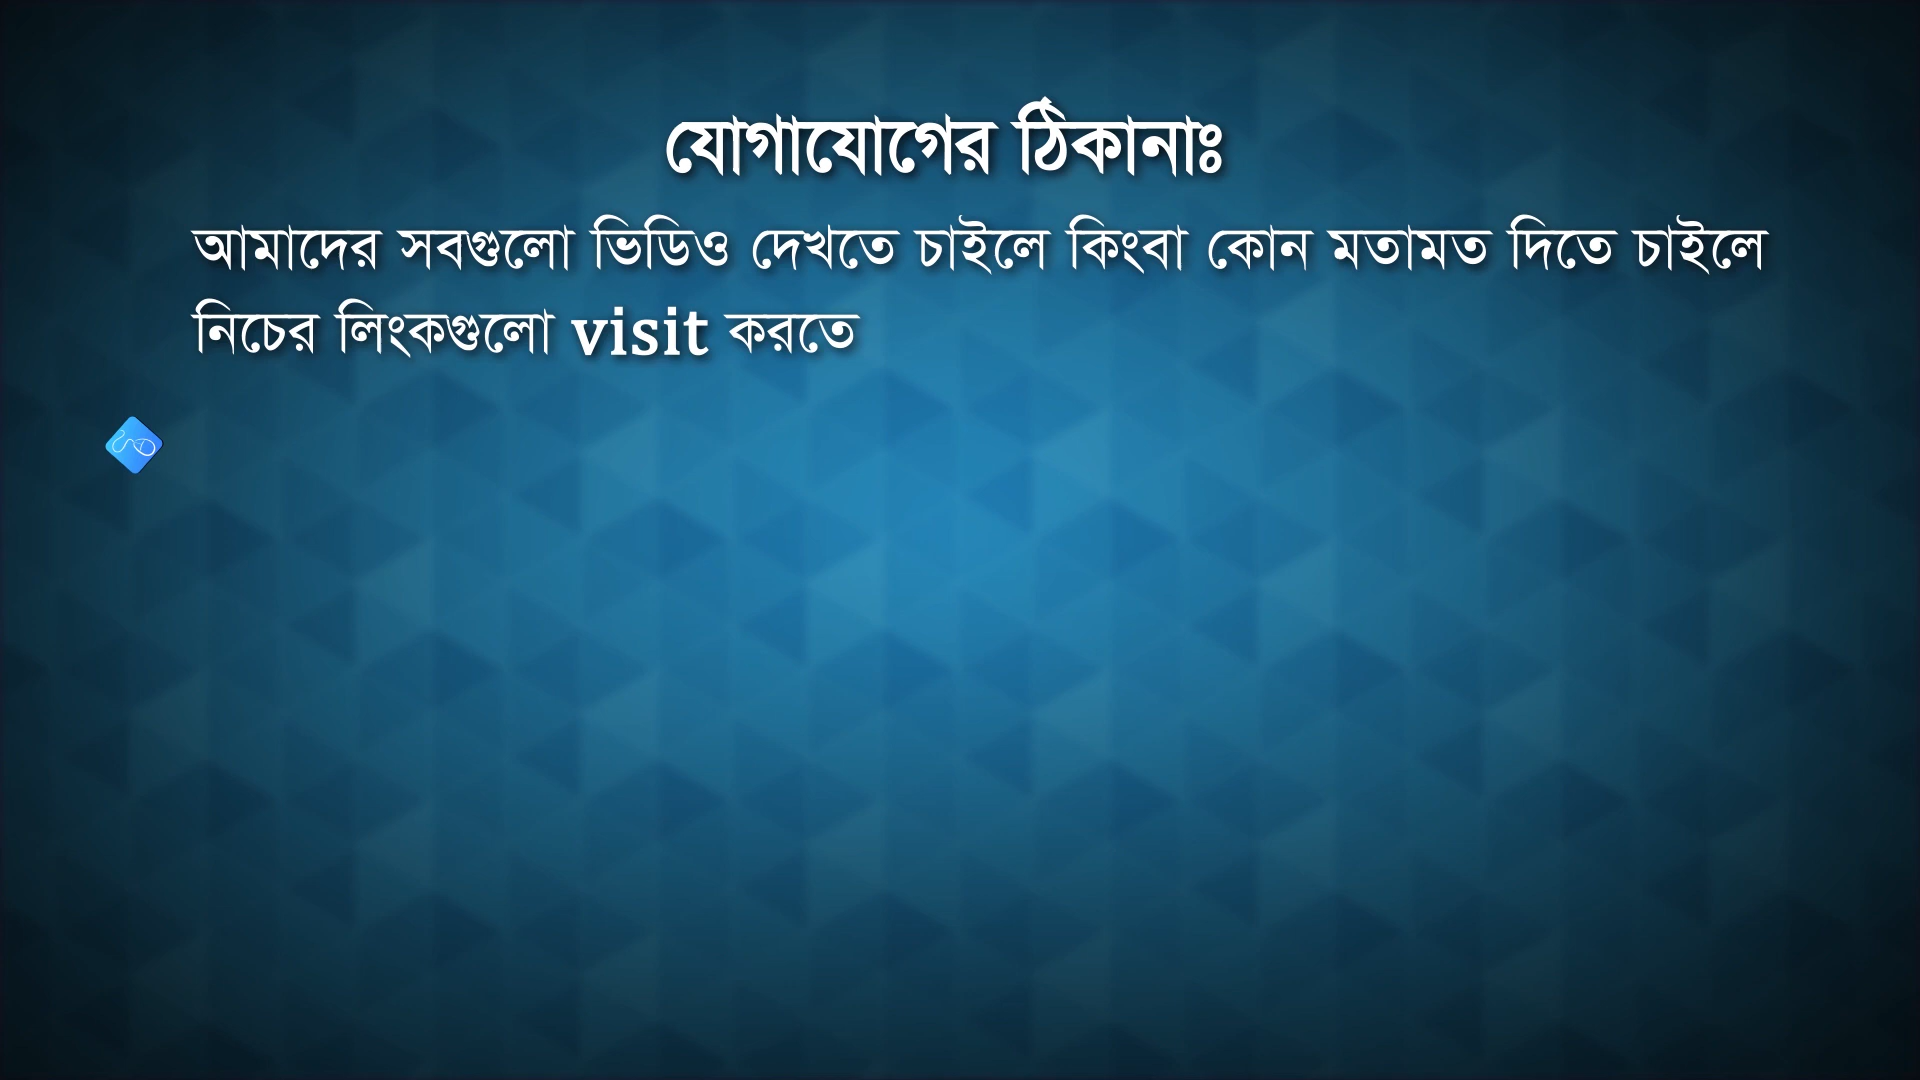 যোগাযোগের ঠিকানাঃ
আমাদের সবগুলো ভিডিও দেখতে চাইলে কিংবা কোন মতামত দিতে চাইলে
নিচের লিংকগুলো visit করতে